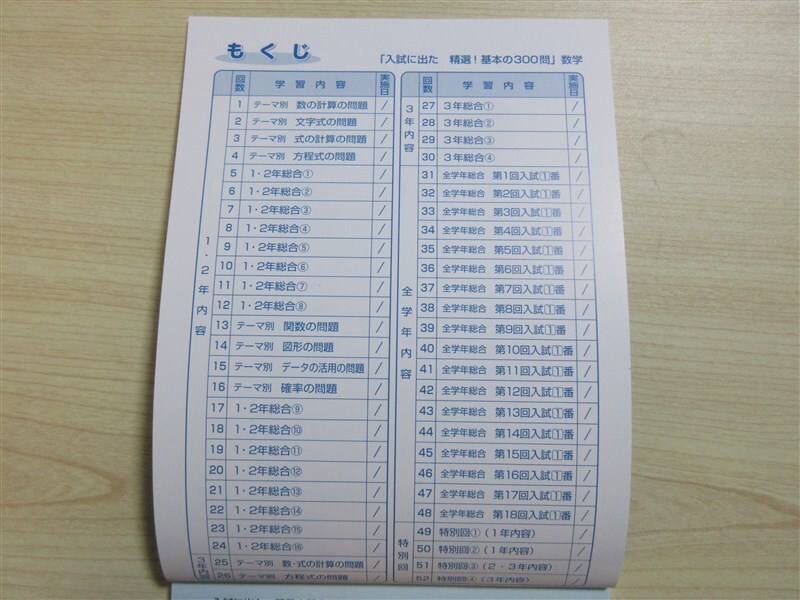 もくじ
「入試に出た 精選!基本の300問」数学
回数 学習内容 実施日
1・2年内容
1 テーマ別 数の計算の問題 /
2 テーマ別 文字式の問題 /
3 テーマ別 式の計算の問題 /
4 テーマ別 方程式の問題 /
5 1・2年総合① /
6 1・2年総合② /
7 1・2年総合③ /
8 1・2年総合④ /
9 1・2年総合⑤ /
10 1・2年総合⑥ /
11 1・2年総合⑦ /
12 1・2年総合⑧ /
13 テーマ別 関数の問題 /
14 テーマ別 図形の問題 /
15 テーマ別 データの活用の問題 /
16 テーマ別 確率の問題 /
17 1・2年総合⑨ /
18 1・2年総合⑩ /
19 1・2年総合⑪ /
20 1・2年総合⑫ /
21 1・2年総合⑬ /
22 1・2年総合⑭ /
23 1・2年総合⑮ /
24 1・2年総合⑯ /
3年内容
25 テーマ別 数・式の計算の問題 /
26 テーマ別 方程式の問題 /
回数 学習内容 実施日
3年内容
27 3年総合① /
28 3年総合② /
29 3年総合③ /
30 3年総合④ /
全学年内容
31 全学年総合 第1回入試1番 /
32 全学年総合 第2回入試1番 /
33 全学年総合 第3回入試1番 /
34 全学年総合 第4回入試1番 /
35 全学年総合 第5回入試1番 /
36 全学年総合 第6回入試1番 /
37 全学年総合 第7回入試1番 /
38 全学年総合 第8回入試1番 /
39 全学年総合 第9回入試1番 /
40 全学年総合 第10回入試1番 /
41 全学年総合 第11回入試1番 /
42 全学年総合 第12回入試1番 /
43 全学年総合 第13回入試1番 /
44 全学年総合 第14回入試1番 /
45 全学年総合 第15回入試1番 /
46 全学年総合 第16回入試1番 /
47 全学年総合 第17回入試1番 /
48 全学年総合 第18回入試1番 /
特別回
49 特別回①(1年内容) /
50 特別回②(1年内容) /
51 特別回③(2・3年内容) /
52 特別回④(3年内容) /